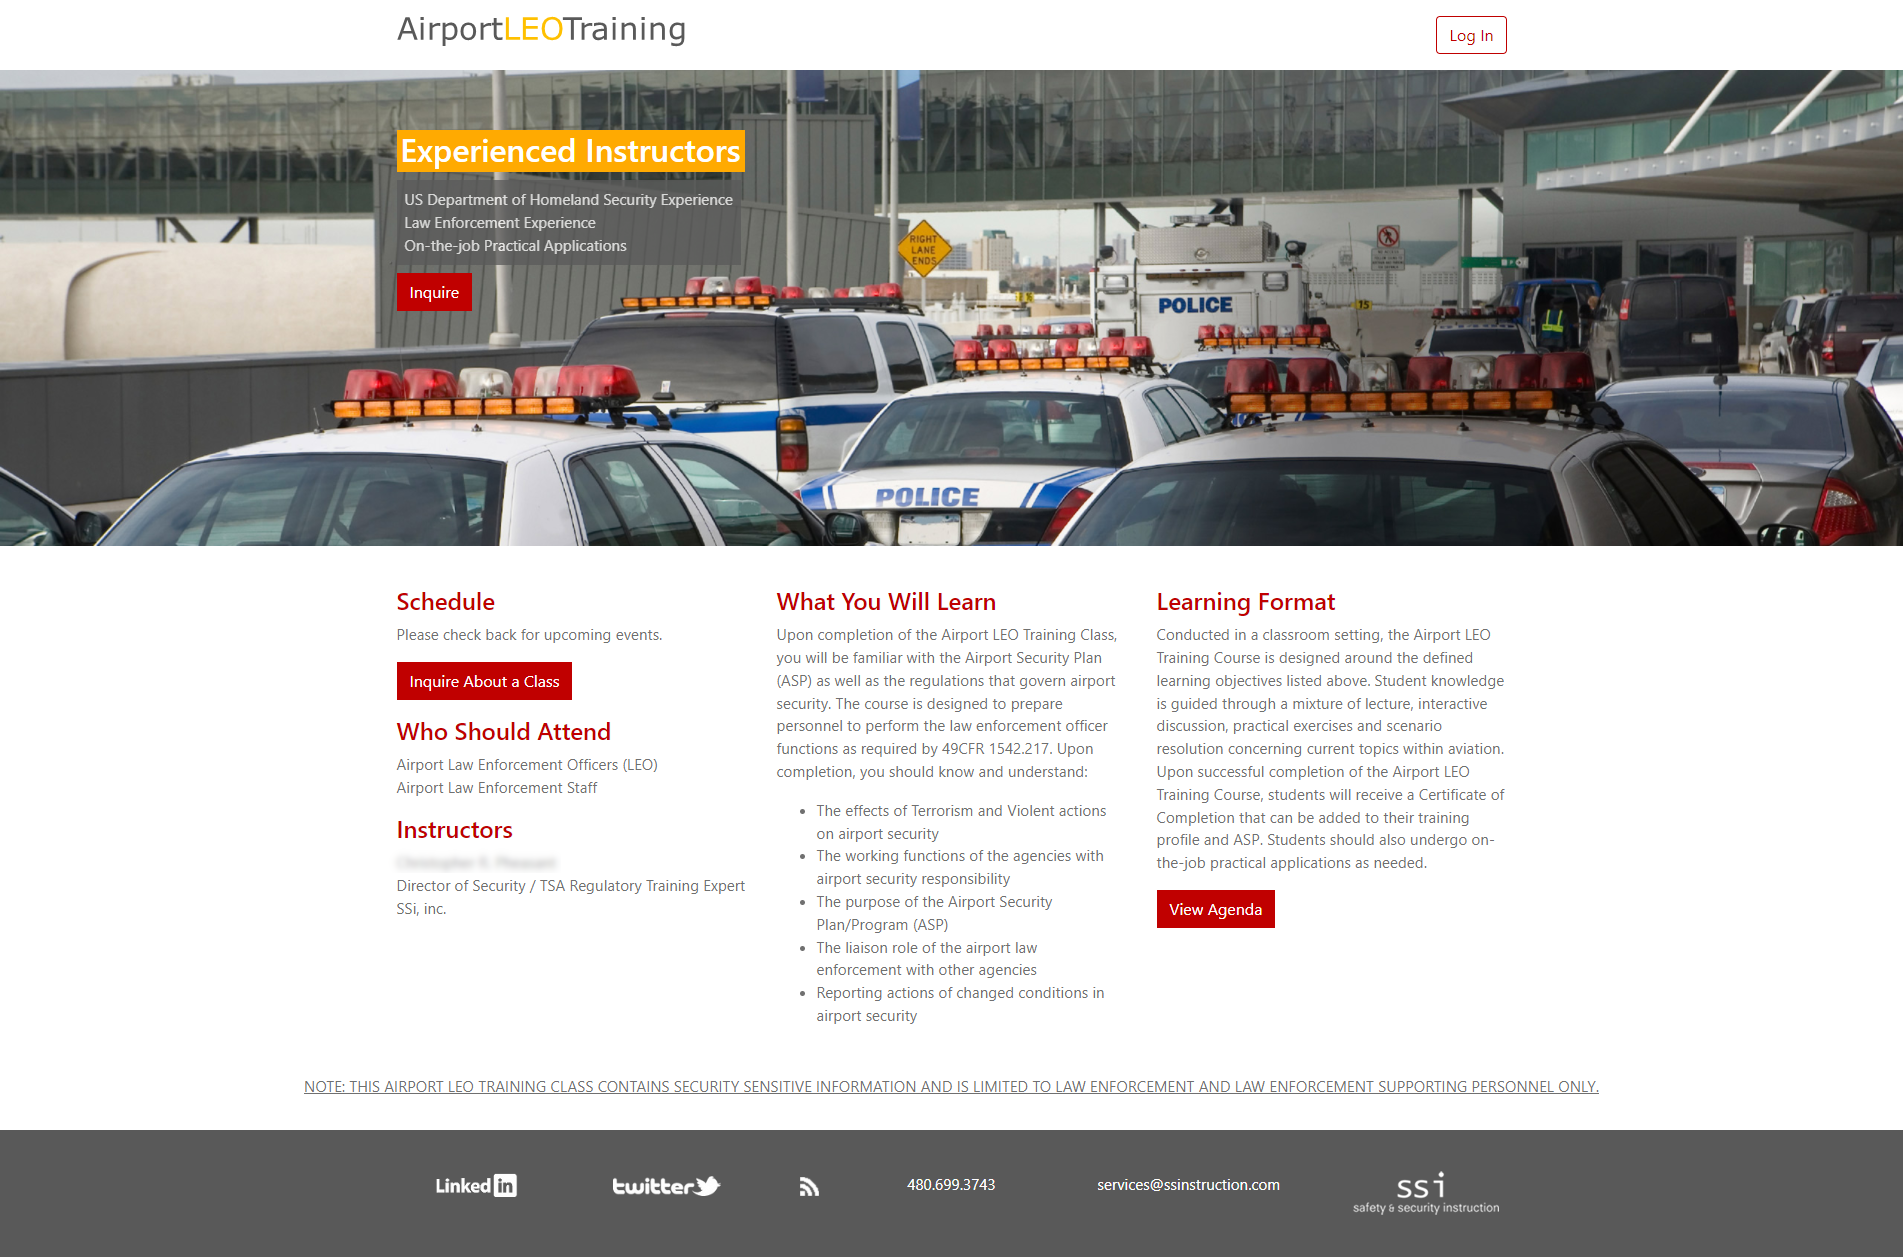 AirportLEOTraining
Log In
Experienced Instructors
US Department of Homeland Security Experience
Law Enforcement Experience
On-the-job Practical Applications
Inquire
RIGHT
LANE
ENDS
POLICE
15
POLICE
Schedule
Please check back for upcoming events.
Inquire About a Class
Who Should Attend
Airport Law Enforcement Officers (LEO)
Airport Law Enforcement Staff
Instructors
Director of Security / TSA Regulatory Training Expert
SSi, inc.
What You Will Learn
Upon completion of the Airport LEO Training Class,
you will be familiar with the Airport Security Plan
(ASP) as well as the regulations that govern airport
security. The course is designed to prepare
personnel to perform the law enforcement officer
functions as required by 49CFR 1542.217. Upon
completion, you should know and understand:
• The effects of Terrorism and Violent actions
on airport security
• The working functions of the agencies with
airport security responsibility
• The purpose of the Airport Security
Plan/Program (ASP)
• The liaison role of the airport law
enforcement with other agencies
• Reporting actions of changed conditions in
airport security
Learning Format
Conducted in a classroom setting, the Airport LEO
Training Course is designed around the defined
learning objectives listed above. Student knowledge
is guided through a mixture of lecture, interactive
discussion, practical exercises and scenario
resolution concerning current topics within aviation.
Upon successful completion of the Airport LEO
Training Course, students will receive a Certificate of
Completion that can be added to their training
profile and ASP. Students should also undergo on-
the-job practical applications as needed.
View Agenda
NOTE: THIS AIRPORT LEO TRAINING CLASS CONTAINS SECURITY SENSITIVE INFORMATION AND IS LIMITED TO LAW ENFORCEMENT AND LAW ENFORCEMENT SUPPORTING PERSONNEL ONLY.
Linked in
twitter
480.699.3743
services@ssinstruction.com
ssi
safety & security instruction